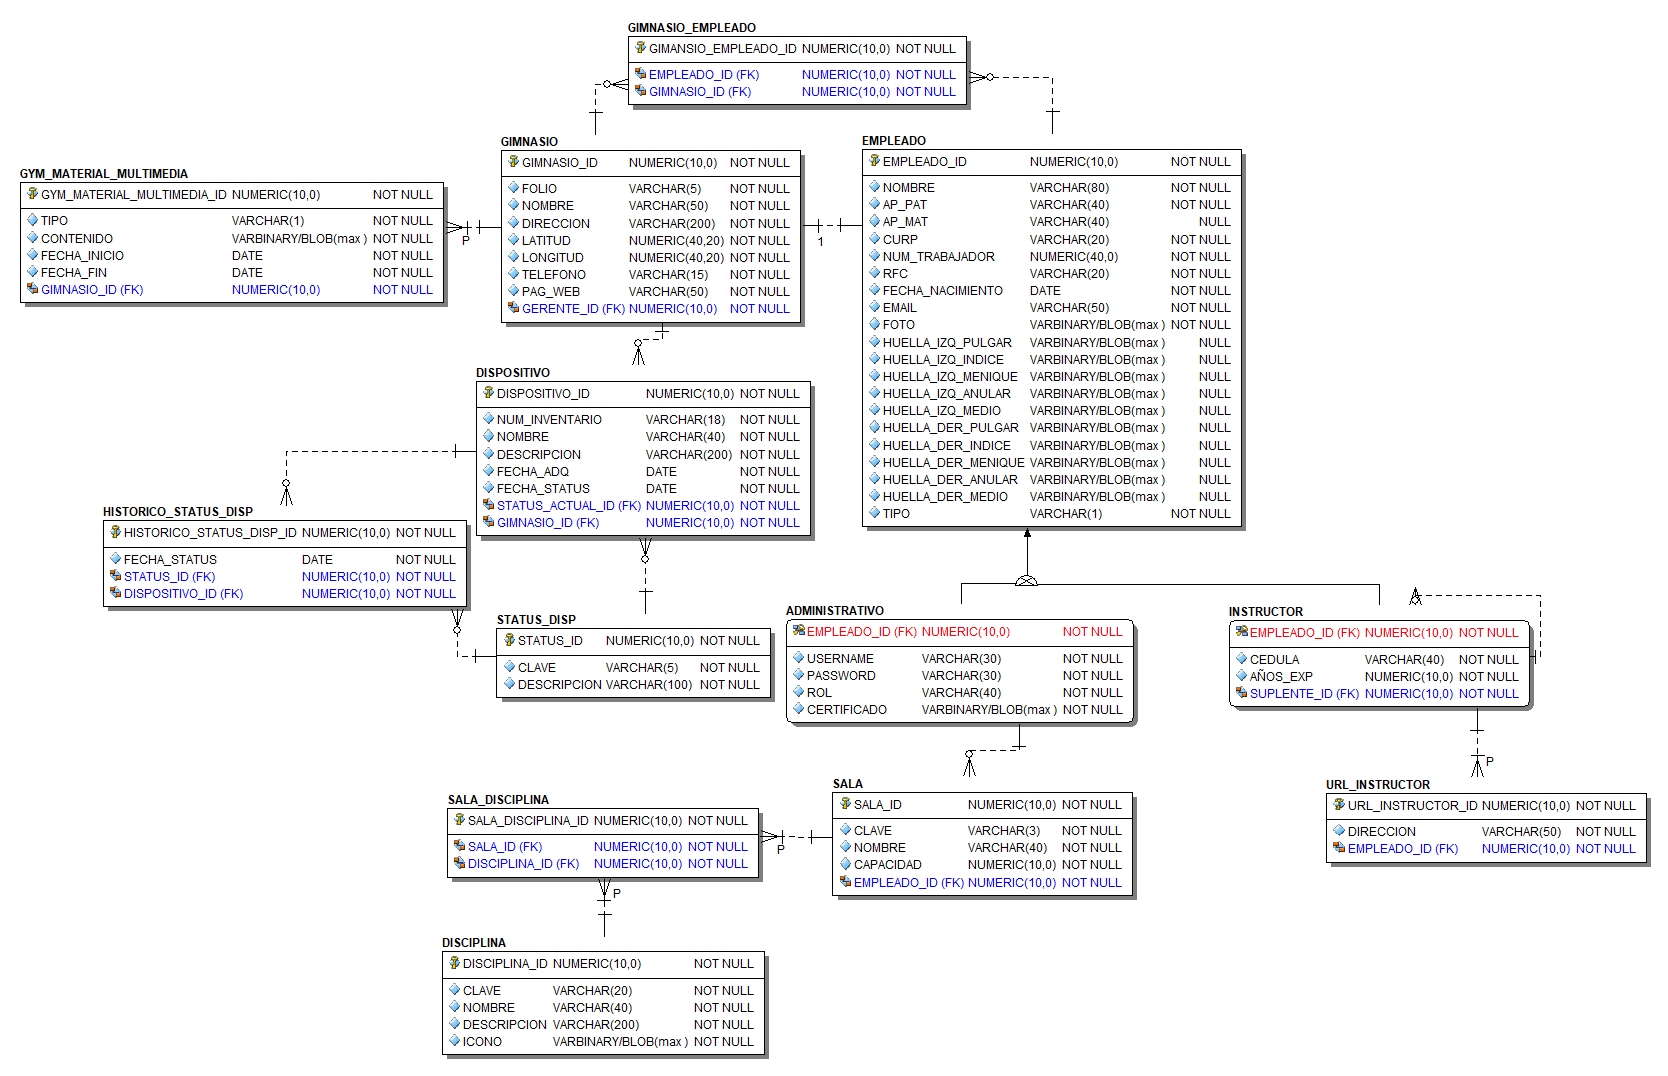 GIMNASIO_EMPLEADO
GIMANSIO_EMPLEADO_ID NUMERIC(10,0) NOT NULL
EMPLEADO_ID (FK) NUMERIC(10,0) NOT NULL
GIMNASIO_ID (FK) NUMERIC(10,0) NOT NULL
GYM_MATERIAL_MULTIMEDIA
GYM_MATERIAL_MULTIMEDIA_ID NUMERIC(10,0) NOT NULL
TIPO VARCHAR(1) NOT NULL
CONTENIDO VARBINARY/BLOB(max ) NOT NULL
FECHA_INICIO DATE NOT NULL
FECHA_FIN DATE NOT NULL
GIMNASIO_ID (FK) NUMERIC(10,0) NOT NULL
P
GIMNASIO
GIMNASIO_ID NUMERIC(10,0) NOT NULL
FOLIO VARCHAR(5) NOT NULL
NOMBRE VARCHAR(50) NOT NULL
DIRECCION VARCHAR(200) NOT NULL
LATITUD NUMERIC(40,20) NOT NULL
LONGITUD NUMERIC(40,20) NOT NULL
TELEFONO VARCHAR(15) NOT NULL
PAG_WEB VARCHAR(50) NOT NULL
GERENTE_ID (FK) NUMERIC(10,0) NOT NULL
1
EMPLEADO
EMPLEADO_ID NUMERIC(10,0) NOT NULL
NOMBRE VARCHAR(80) NOT NULL
AP_PAT VARCHAR(40) NOT NULL
AP_MAT VARCHAR(40) NULL
CURP VARCHAR(20) NOT NULL
NUM_TRABAJADOR NUMERIC(40,0) NOT NULL
RFC VARCHAR(20) NOT NULL
FECHA_NACIMIENTO DATE NOT NULL
EMAIL VARCHAR(50) NOT NULL
FOTO VARBINARY/BLOB(max ) NOT NULL
HUELLA_IZQ_PULGAR VARBINARY/BLOB(max ) NULL
HUELLA_IZQ_INDICE VARBINARY/BLOB(max ) NULL
HUELLA_IZQ_MENIQUE VARBINARY/BLOB(max ) NULL
HUELLA_IZQ_ANULAR VARBINARY/BLOB(max ) NULL
HUELLA_IZQ_MEDIO VARBINARY/BLOB(max ) NULL
HUELLA_DER_PULGAR VARBINARY/BLOB(max ) NULL
HUELLA_DER_INDICE VARBINARY/BLOB(max ) NULL
HUELLA_DER_MENIQUE VARBINARY/BLOB(max ) NULL
HUELLA_DER_ANULAR VARBINARY/BLOB(max ) NULL
HUELLA_DER_MEDIO VARBINARY/BLOB(max ) NULL
TIPO VARCHAR(1) NOT NULL
DISPOSITIVO
DISPOSITIVO_ID NUMERIC(10,0) NOT NULL
NUM_INVENTARIO VARCHAR(18) NOT NULL
NOMBRE VARCHAR(40) NOT NULL
DESCRIPCION VARCHAR(200) NOT NULL
FECHA_ADQ DATE NOT NULL
FECHA_STATUS DATE NOT NULL
STATUS_ACTUAL_ID (FK) NUMERIC(10,0) NOT NULL
GIMNASIO_ID (FK) NUMERIC(10,0) NOT NULL
HISTORICO_STATUS_DISP
HISTORICO_STATUS_DISP_ID NUMERIC(10,0) NOT NULL
FECHA_STATUS DATE NOT NULL
STATUS_ID (FK) NUMERIC(10,0) NOT NULL
DISPOSITIVO_ID (FK) NUMERIC(10,0) NOT NULL
STATUS_DISP
STATUS_ID NUMERIC(10,0) NOT NULL
CLAVE VARCHAR(5) NOT NULL
DESCRIPCION VARCHAR(100) NOT NULL
ADMINISTRATIVO
EMPLEADO_ID (FK) NUMERIC(10,0) NOT NULL
USERNAME VARCHAR(30) NOT NULL
PASSWORD VARCHAR(30) NOT NULL
ROL VARCHAR(40) NOT NULL
CERTIFICADO VARBINARY/BLOB(max ) NOT NULL
INSTRUCTOR
EMPLEADO_ID (FK) NUMERIC(10,0) NOT NULL
CEDULA VARCHAR(40) NOT NULL
AÑOS_EXP NUMERIC(10,0) NOT NULL
SUPLENTE_ID (FK) NUMERIC(10,0) NOT NULL
P
URL_INSTRUCTOR
URL_INSTRUCTOR_ID NUMERIC(10,0) NOT NULL
DIRECCION VARCHAR(50) NOT NULL
EMPLEADO_ID (FK) NUMERIC(10,0) NOT NULL
SALA
SALA_ID NUMERIC(10,0) NOT NULL
CLAVE VARCHAR(3) NOT NULL
NOMBRE VARCHAR(40) NOT NULL
CAPACIDAD NUMERIC(10,0) NOT NULL
EMPLEADO_ID (FK) NUMERIC(10,0) NOT NULL
P
SALA_DISCIPLINA
SALA_DISCIPLINA_ID NUMERIC(10,0) NOT NULL
SALA_ID (FK) NUMERIC(10,0) NOT NULL
DISCIPLINA_ID (FK) NUMERIC(10,0) NOT NULL
P
DISCIPLINA
DISCIPLINA_ID NUMERIC(10,0) NOT NULL
CLAVE VARCHAR(20) NOT NULL
NOMBRE VARCHAR(40) NOT NULL
DESCRIPCION VARCHAR(200) NOT NULL
ICONO VARBINARY/BLOB(max ) NOT NULL